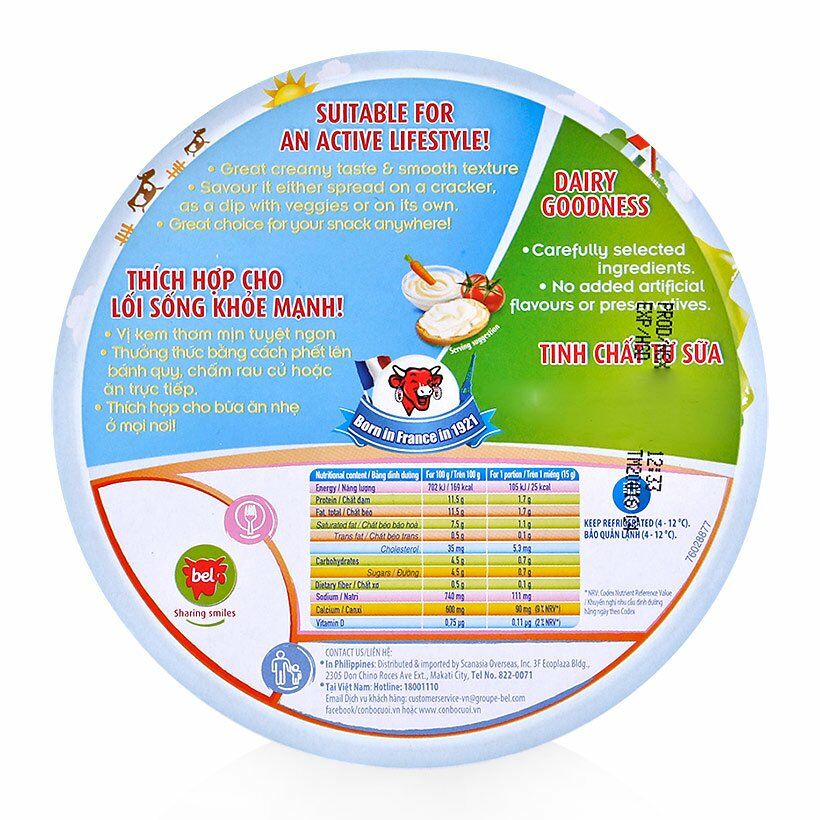 SUITABLE FOR
AN ACTIVE LIFESTYLE!
• Great creamy taste & smooth texture
• Savour it either spread on a cracker,
as a dip with veggies or on its own.
• Great choice for your snack anywhere!
DAIRY
GOODNESS
• Carefully selected
ingredients.
• No added artificial
flavours or preservatives.
THÍCH HỢP CHO
LỐI SỐNG KHỎE MẠNH!
• Vị kem thơm mịn tuyệt ngon
• Thưởng thức bằng cách phết lên
bánh quy, chấm rau củ hoặc
ăn trực tiếp.
• Thích hợp cho bữa ăn nhẹ
ở mọi nơi!
Serving suggestion
TINH CHẤT TỪ SỮA
PROD/
EXP/
12:33
Born in France in 1921
Nutritional content / Bảng dinh dưỡng For 100 g / Trên 100 g For 1 portion / Trên 1 miếng (15 g)
Energy / Năng lượng 702 kJ / 169 kcal 105 kJ / 25 kcal
Protein / Chất đạm 11.5 g 1.7 g
Fat, total / Chất béo 11.5 g 1.7 g
Saturated fat / Chất béo bão hoà 7.5 g 1.1 g
Trans fat / Chất béo trans 0.5 g 0.1 g
Cholesterol 35 mg 5,3 mg
Carbohydrates 4.5 g 0.7 g
Sugars / Đường 4.5 g 0.7 g
Dietary fiber / Chất xơ 0.5 g 0.1 g
Sodium / Natri 740 mg 111 mg
Calcium / Canxi 600 mg 90 mg (9% NRV*)
Vitamin D 0,75 µg 0,11 µg (2% NRV*)
KEEP REFRIGERATED (4 - 12 °C).
BẢO QUẢN LẠNH (4 - 12 °C).
76028877
* NRV: Codex Nutrient Reference Value
/ Khuyến nghị nhu cầu dinh dưỡng
hằng ngày theo Codex
bel
Sharing smiles
CONTACT US/LIÊN HỆ:
• In Philippines: Distributed & imported by Scanasia Overseas, Inc. 3F Ecoplaza Bldg.,
2305 Don Chino Roces Ave Ext., Makati City, Tel No. 822-0071
• Tại Việt Nam: Hotline: 18001110
Email Dịch vụ khách hàng: customerservice-vn@groupe-bel.com
facebook/conbocuoi.vn hoặc www.conbocuoi.vn